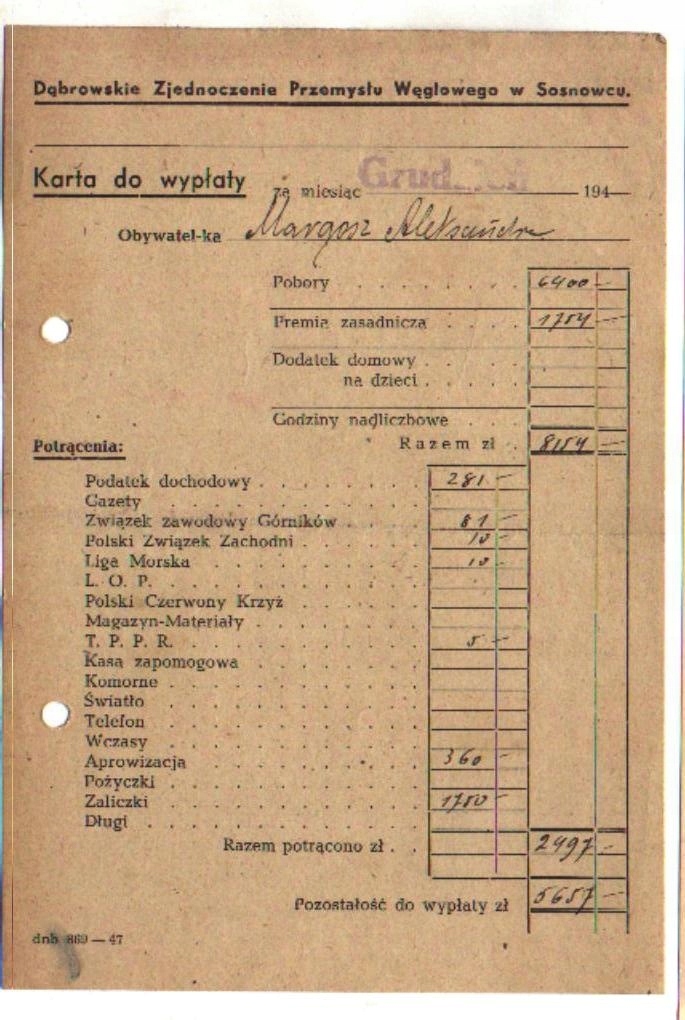 Dąbrowskie Zjednoczenie Przemysłu Węglowego w Sosnowcu.
Karta do wypłaty za miesiąc Grudzień 194
Obywatel-ka Margosz Aleksandra
Pobory . . . . . . . . 6400 -
Premia zasadnicza . . . . 1754 -
Dodatek domowy . . . .
na dzieci . . . .
Godziny nadliczbowe . . .
Razem zł . 8154 -
Potrącenia:
Podatek dochodowy . . . . . . . 281 -
Gazety . . . . . . . . . . .
Związek zawodowy Górników . . . . 81 -
Polski Związek Zachodni . . . . . 10 -
Liga Morska . . . . . . . . . 10 -
L. O. P. . . . . . . . . . . .
Polski Czerwony Krzyż . . . . . .
Magazyn-Materiały . . . . . . .
T. P. P. R. . . . . . . . . . 5 -
Kasa zapomogowa . . . . . . .
Komorne . . . . . . . . . .
Światło . . . . . . . . . .
Telefon . . . . . . . . . .
Wczasy . . . . . . . . . .
Aprowizacja . . . . . . . . . 360 -
Pożyczki . . . . . . . . . .
Zaliczki . . . . . . . . . . 1750 -
Długi . . . . . . . . . . .
Razem potrącono zł . . 2497 -
Pozostałość do wypłaty zł 5657 -
dnb 869 — 47